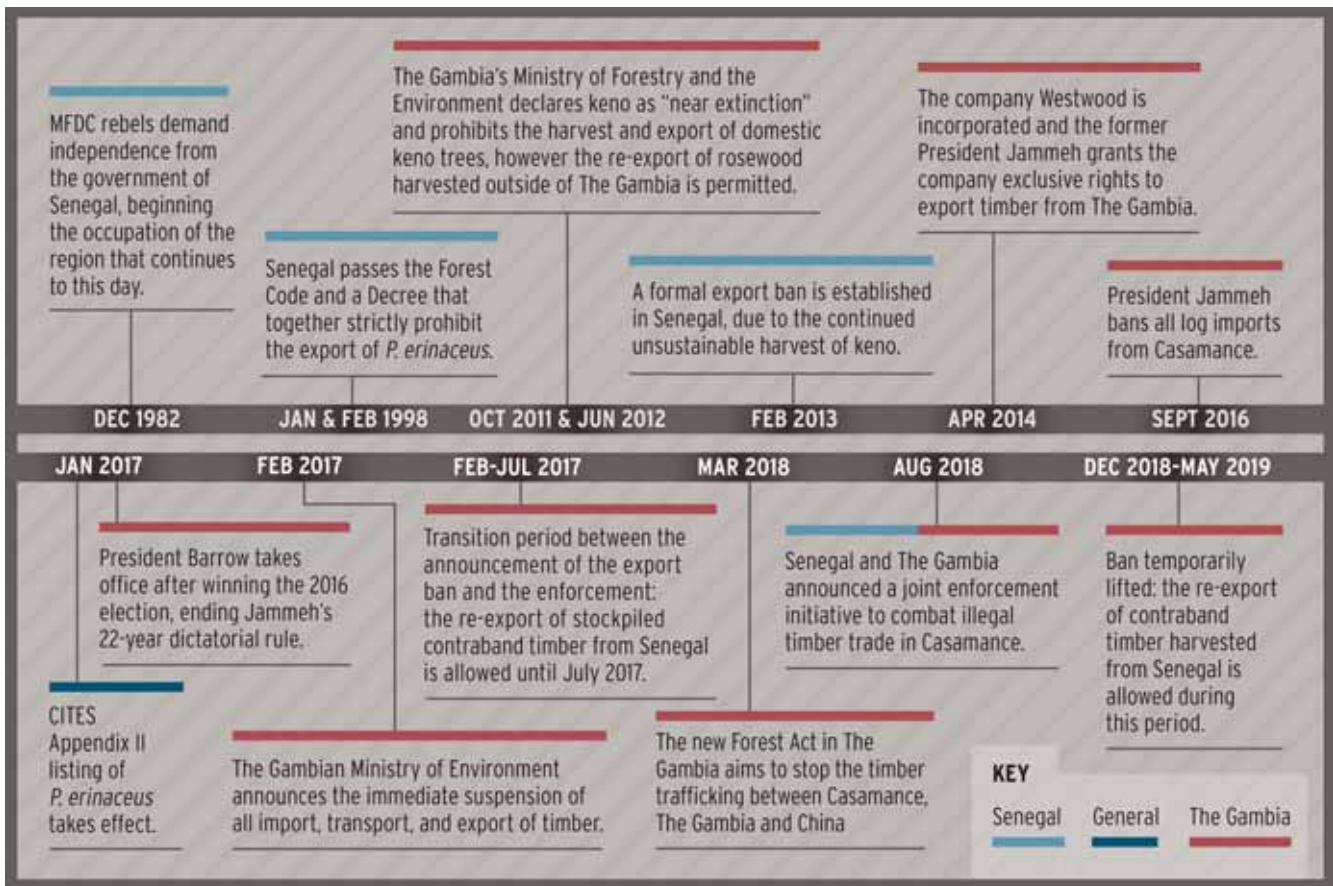 MFDC rebels demand
independence from
the government of
Senegal, beginning
the occupation of the
region that continues
to this day.
Senegal passes the Forest
Code and a Decree that
together strictly prohibit
the export of P. erinaceus.
The Gambia's Ministry of Forestry and the
Environment declares keno as "near extinction"
and prohibits the harvest and export of domestic
keno trees, however the re-export of rosewood
harvested outside of The Gambia is permitted.
A formal export ban is established
in Senegal, due to the continued
unsustainable harvest of keno.
The company Westwood is
incorporated and the former
President Jammeh grants the
company exclusive rights to
export timber from The Gambia.
President Jammeh
bans all log imports
from Casamance.
DEC 1982
JAN & FEB 1998
OCT 2011 & JUN 2012
FEB 2013
APR 2014
SEPT 2016
JAN 2017
FEB 2017
FEB-JUL 2017
MAR 2018
AUG 2018
DEC 2018-MAY 2019
President Barrow takes
office after winning the 2016
election, ending Jammeh's
22-year dictatorial rule.
CITES
Appendix II
listing of
P. erinaceus
takes effect.
The Gambian Ministry of Environment
announces the immediate suspension of
all import, transport, and export of timber.
Transition period between the
announcement of the export
ban and the enforcement:
the re-export of stockpiled
contraband timber from Senegal
is allowed until July 2017.
The new Forest Act in The
Gambia aims to stop the timber
trafficking between Casamance,
The Gambia and China
Senegal and The Gambia
announced a joint enforcement
initiative to combat illegal
timber trade in Casamance.
Ban temporarily
lifted: the re-export
of contraband
timber harvested
from Senegal is
allowed during
this period.
KEY
Senegal
General
The Gambia